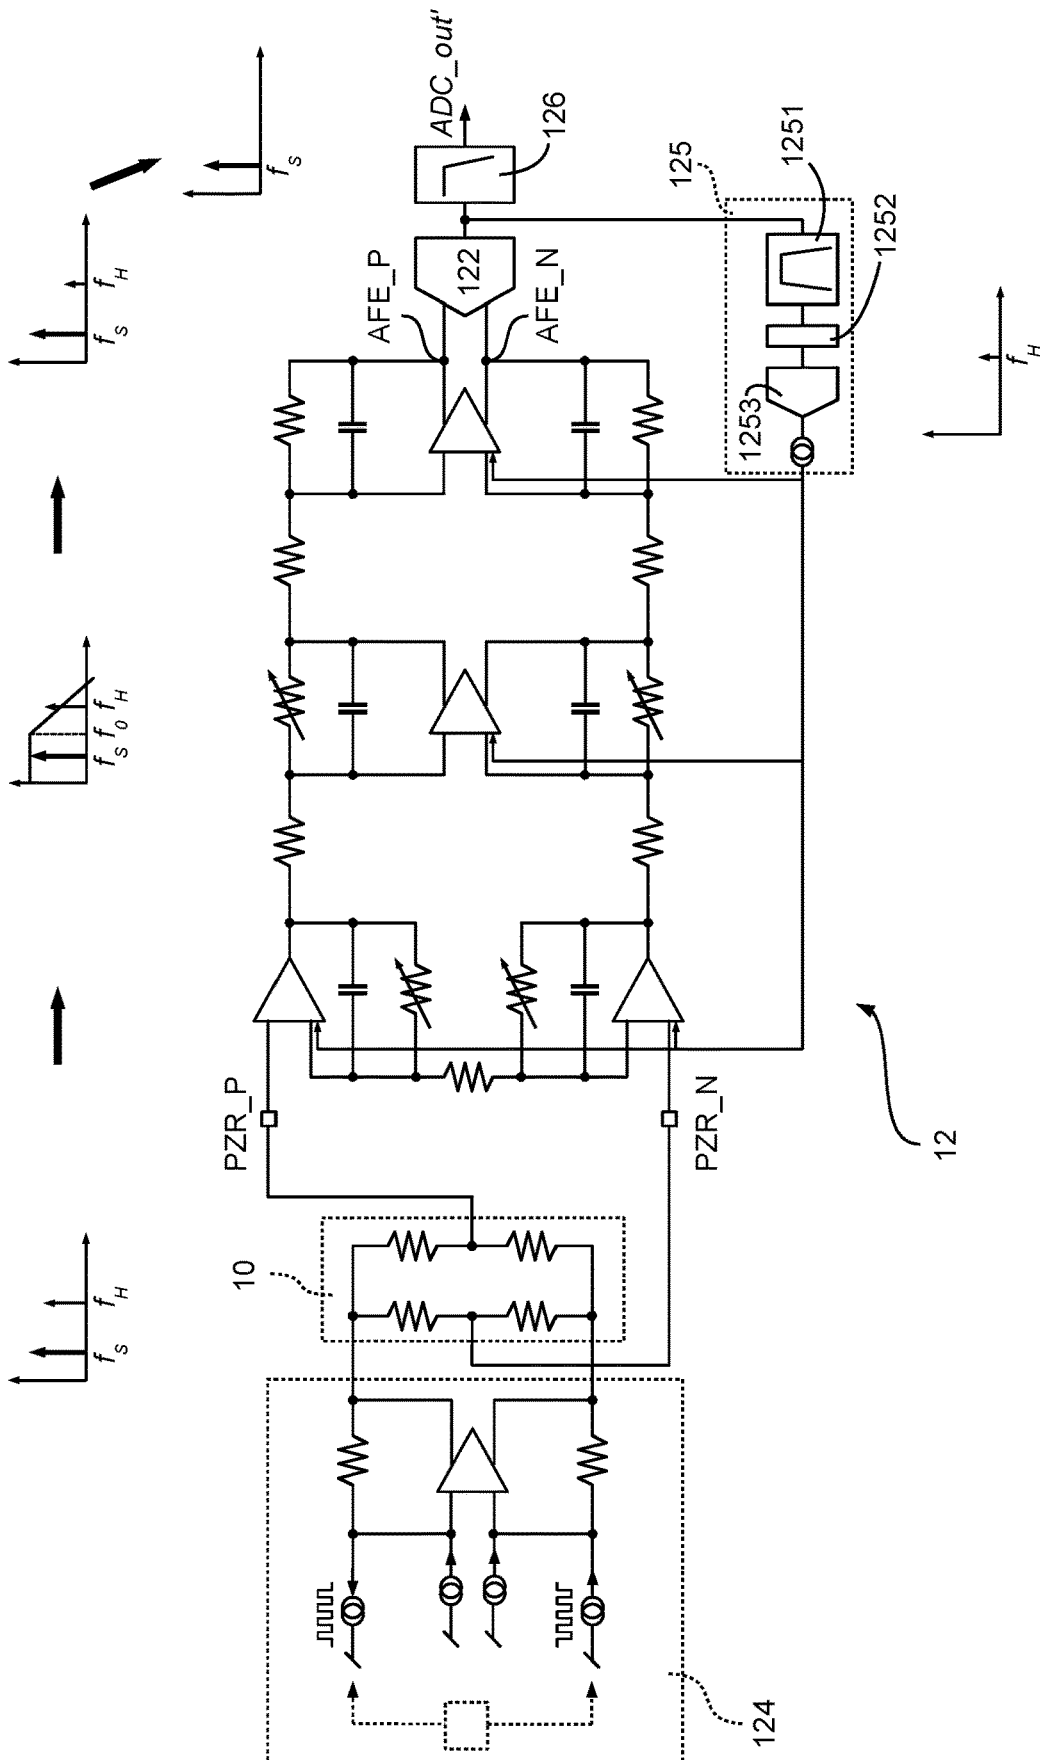 f_S f_H
f_S f_0 f_H
f_S f_H
f_S
124
10
PZR_P
PZR_N
AFE_P
AFE_N
122
ADC_out'
126
125
1251
1252
1253
f_H
12